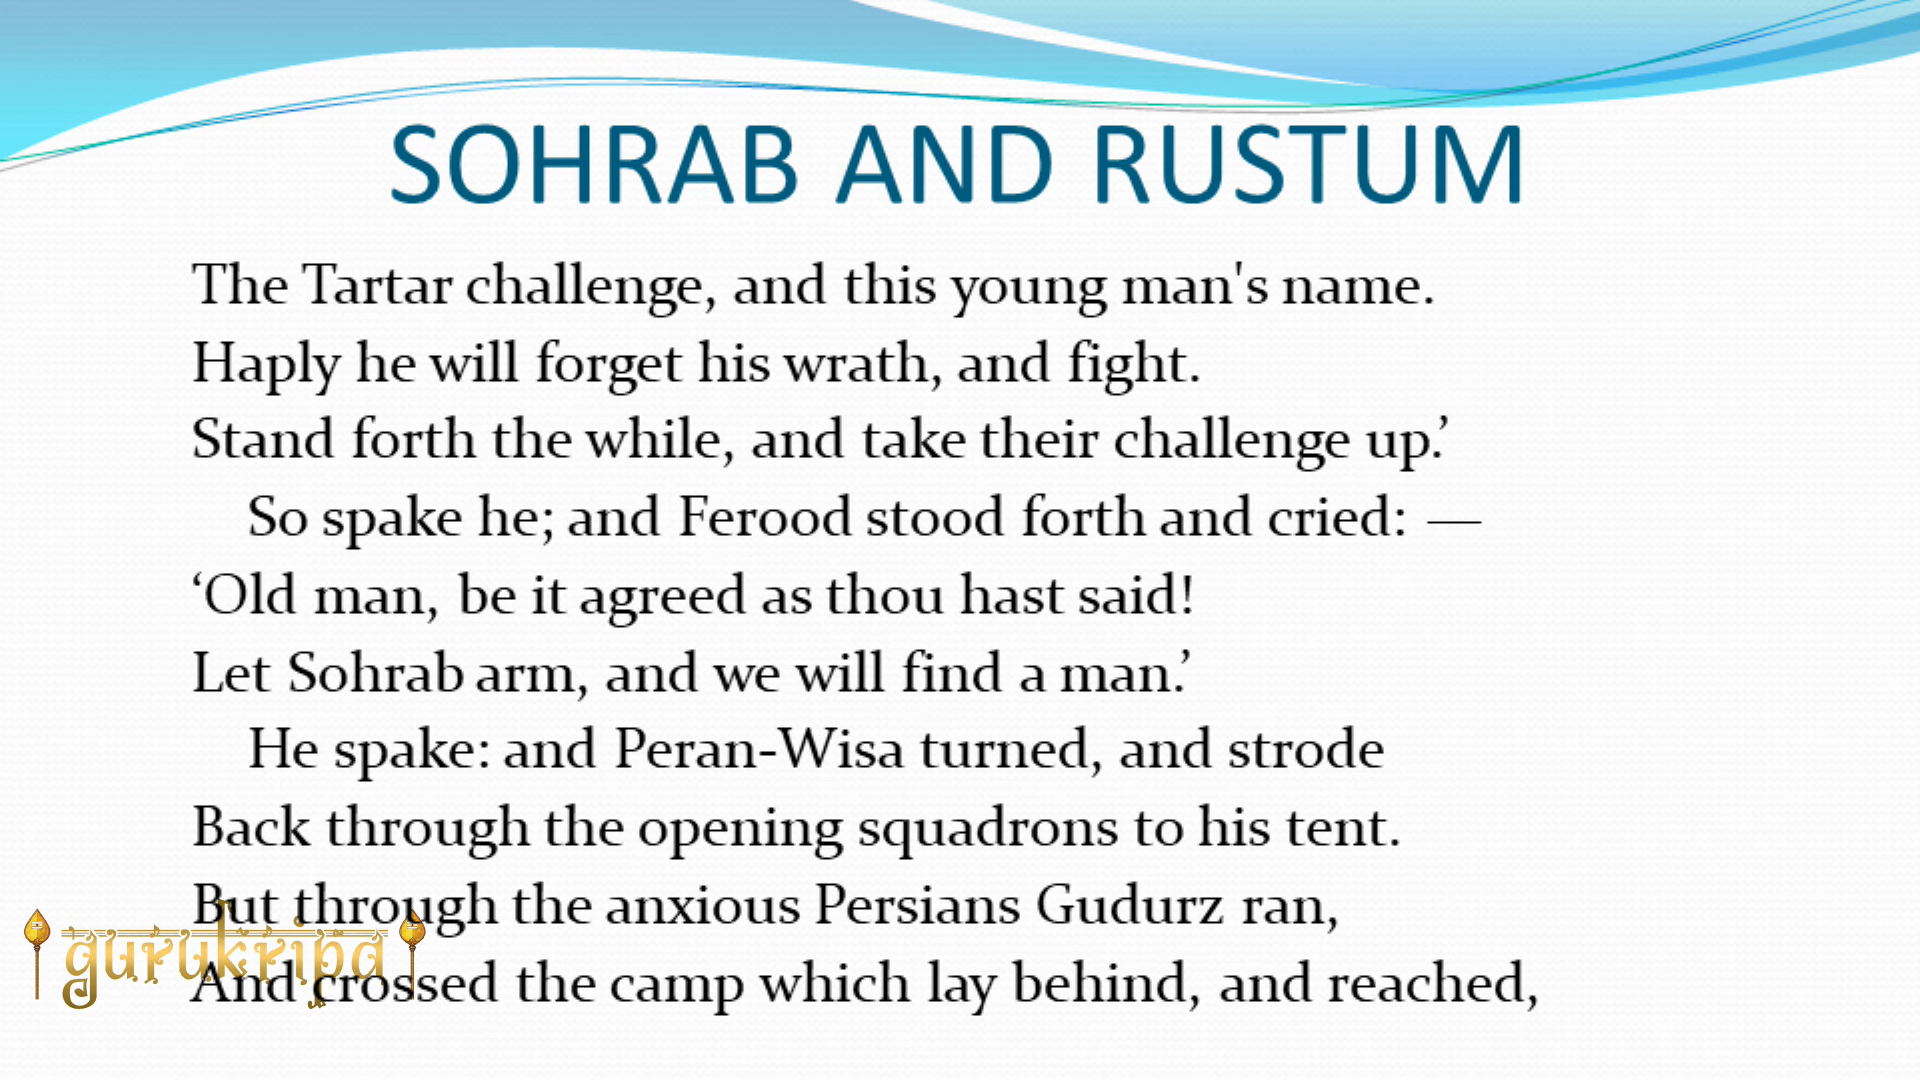 SOHRAB AND RUSTUM
The Tartar challenge, and this young man's name.
Haply he will forget his wrath, and fight.
Stand forth the while, and take their challenge up.’
So spake he; and Ferood stood forth and cried: —
‘Old man, be it agreed as thou hast said!
Let Sohrab arm, and we will find a man.’
He spake: and Peran-Wisa turned, and strode
Back through the opening squadrons to his tent.
But through the anxious Persians Gudurz ran,
And crossed the camp which lay behind, and reached,
gurukripa